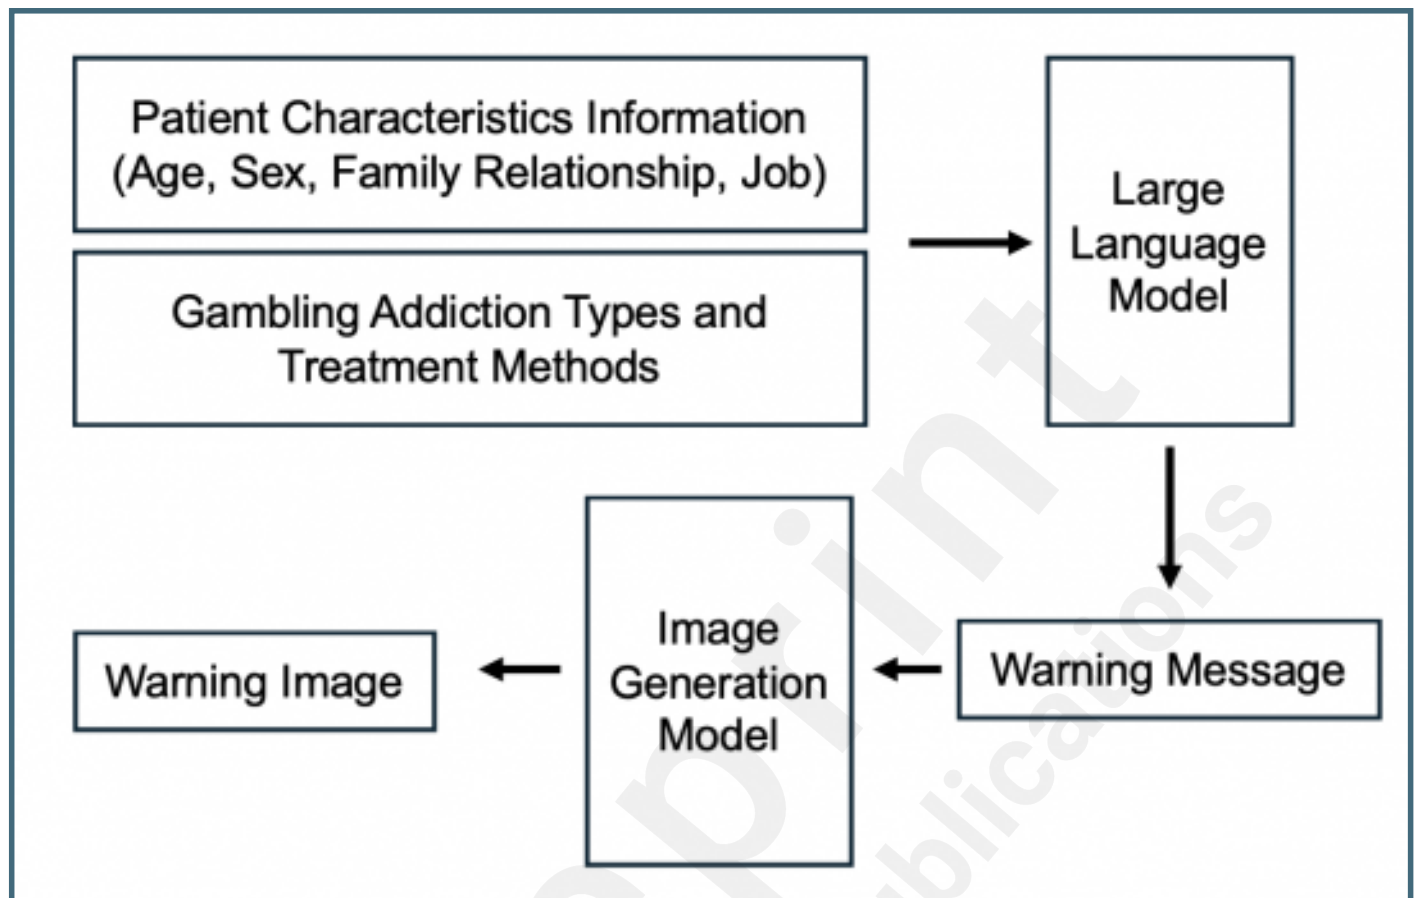 Patient Characteristics Information
(Age, Sex, Family Relationship, Job)
Gambling Addiction Types and
Treatment Methods
Large
Language
Model
Warning Message
Image
Generation
Model
Warning Image